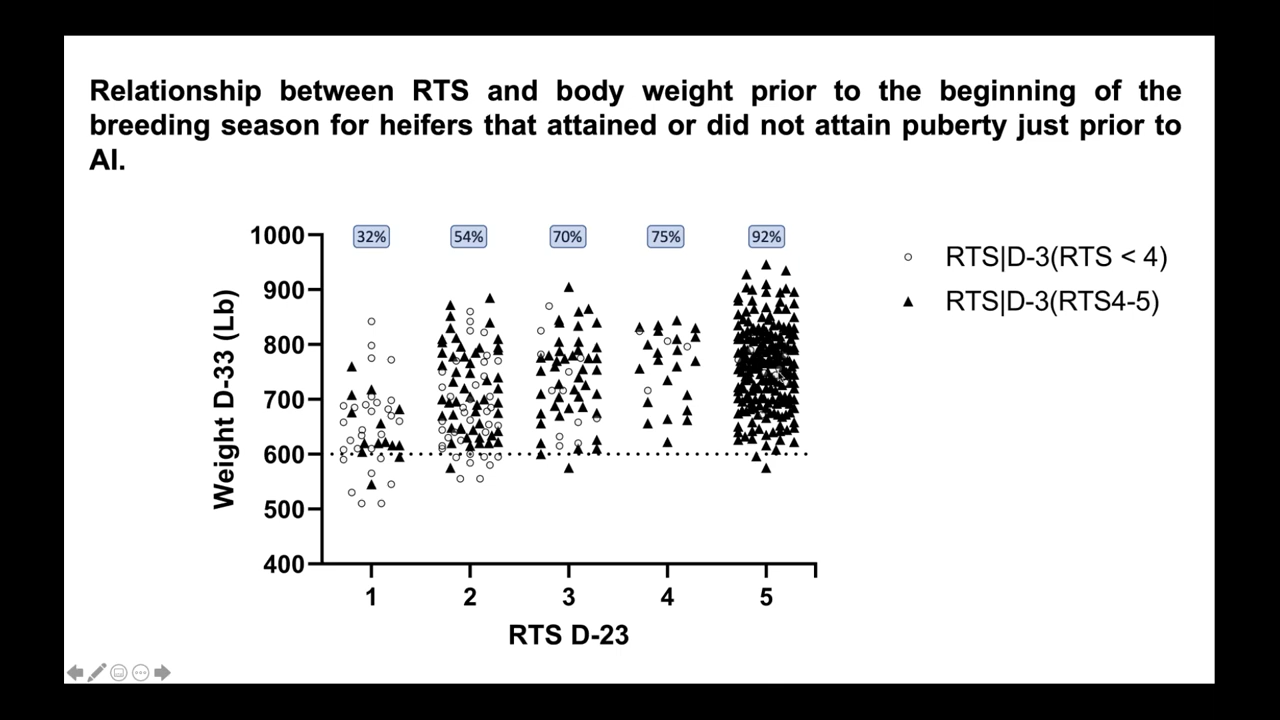 Relationship between RTS and body weight prior to the beginning of the
breeding season for heifers that attained or did not attain puberty just prior to
AI.
1000
32%
54%
70%
75%
92%
RTS|D-3(RTS < 4)
RTS|D-3(RTS4-5)
900
800
700
600
500
400
Weight D-33 (Lb)
1
2
3
4
5
RTS D-23